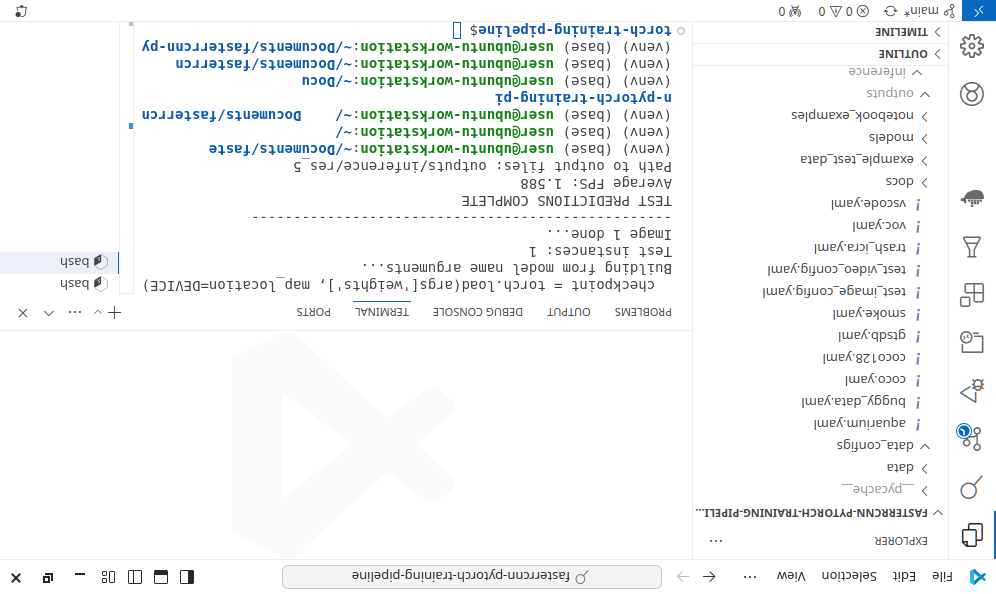 File Edit Selection View ...
fasterrcnn-pytorch-training-pipeline
EXPLORER
FASTERRCNN-PYTORCH-TRAINING-PIPELI...
__pycache__
data
data_configs
aquarium.yaml
buggy_data.yaml
coco.yaml
coco128.yaml
gtsdsb.yaml
smoke.yaml
test_image_config.yaml
test_video_config.yaml
trash_icra.yaml
voc.yaml
vscode.yaml
docs
example_test_data
models
notebook_examples
outputs
inference
OUTLINE
TIMELINE
PROBLEMS OUTPUT DEBUG CONSOLE TERMINAL PORTS
checkpoint = torch.load(args['weights'], map_location=DEVICE)
Building from model name arguments...
Test instances: 1
Image 1 done...
--------------------------------------------------
TEST PREDICTIONS COMPLETE
Average FPS: 1.588
Path to output files: outputs/inference/res_5
(venv) (base) user@ubuntu-workstation:~/Documents/faste
(venv) (base) user@ubuntu-workstation:~/
(venv) (base) user@ubuntu-workstation:~/ Documents/fasterrcn
n-pytorch-training-pi
(venv) (base) user@ubuntu-workstation:~/Docu
(venv) (base) user@ubuntu-workstation:~/Documents/fasterrcn
(venv) (base) user@ubuntu-workstation:~/Documents/fasterrcnn-py
torch-training-pipeline$
bash
bash
main* 0 0 0